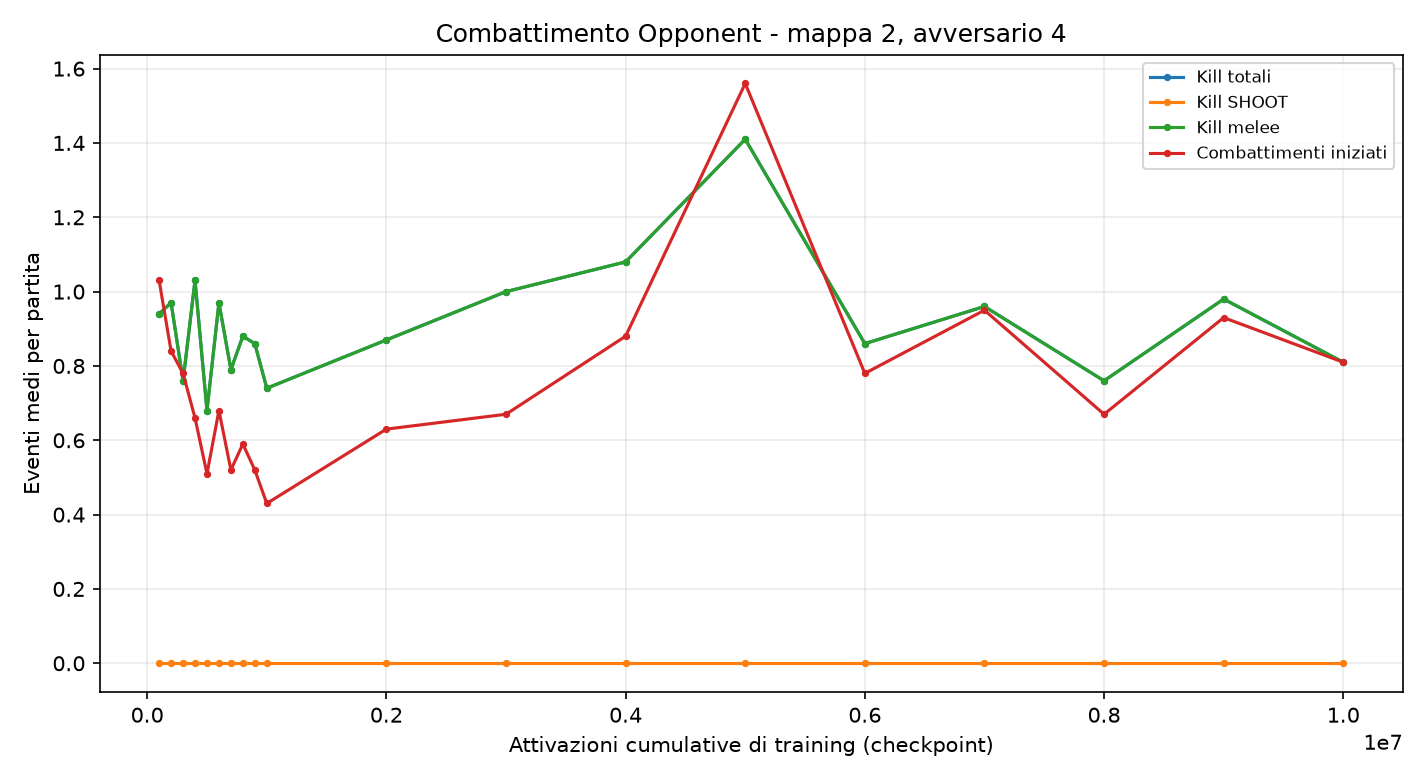 Combattimento Opponent - mappa 2, avversario 4
Kill totali
Kill SHOOT
Kill melee
Combattimenti iniziati
Eventi medi per partita
1.6
1.4
1.2
1.0
0.8
0.6
0.4
0.2
0.0
0.0 0.2 0.4 0.6 0.8 1.0
1e7
Attivazioni cumulative di training (checkpoint)